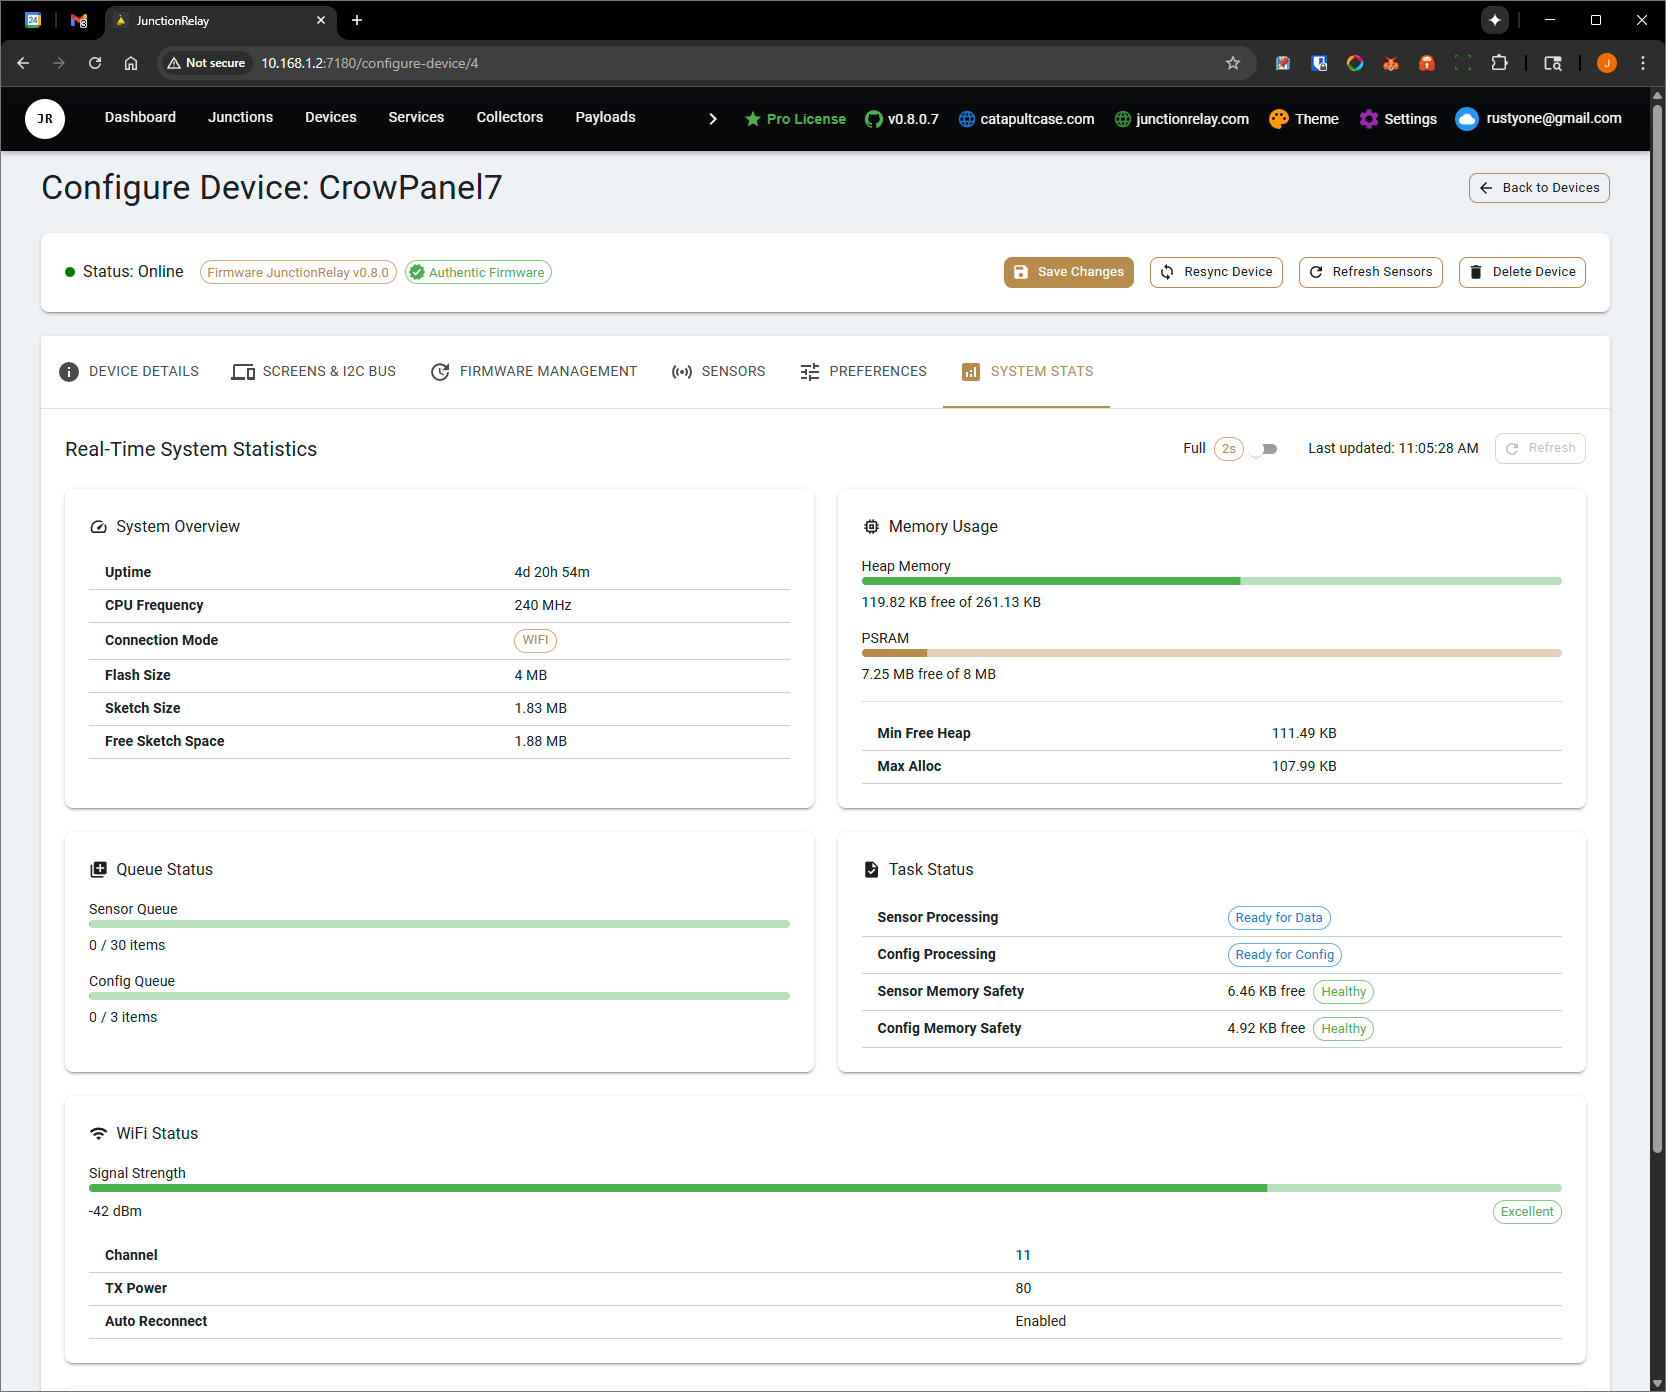 24
3
JunctionRelay
Not secure
10.168.1.2:7180/configure-device/4
J
JR
Dashboard
Junctions
Devices
Services
Collectors
Payloads
Pro License
v0.8.0.7
catapultcase.com
junctionrelay.com
Theme
Settings
rustyone@gmail.com
Configure Device: CrowPanel7
Back to Devices
Status: Online
Firmware JunctionRelay v0.8.0
Authentic Firmware
Save Changes
Resync Device
Refresh Sensors
Delete Device
DEVICE DETAILS
SCREENS & I2C BUS
FIRMWARE MANAGEMENT
SENSORS
PREFERENCES
SYSTEM STATS
Real-Time System Statistics
Full
2s
Last updated: 11:05:28 AM
Refresh
System Overview
Uptime 4d 20h 54m
CPU Frequency 240 MHz
Connection Mode WIFI
Flash Size 4 MB
Sketch Size 1.83 MB
Free Sketch Space 1.88 MB
Memory Usage
Heap Memory
119.82 KB free of 261.13 KB
PSRAM
7.25 MB free of 8 MB
Min Free Heap 111.49 KB
Max Alloc 107.99 KB
Queue Status
Sensor Queue
0 / 30 items
Config Queue
0 / 3 items
Task Status
Sensor Processing Ready for Data
Config Processing Ready for Config
Sensor Memory Safety 6.46 KB free Healthy
Config Memory Safety 4.92 KB free Healthy
WiFi Status
Signal Strength
-42 dBm
Excellent
Channel 11
TX Power 80
Auto Reconnect Enabled